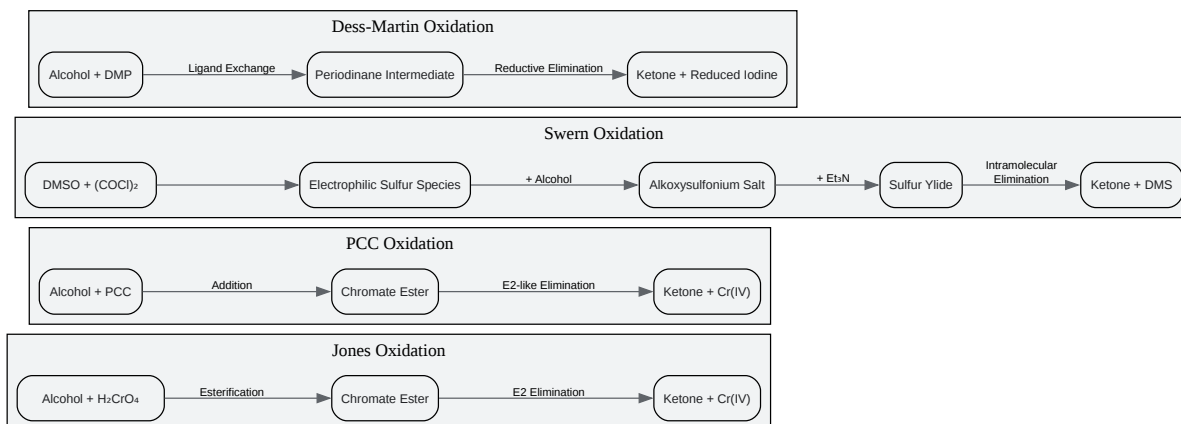 Dess-Martin Oxidation
Alcohol + DMP
Ligand Exchange
Periodinane Intermediate
Reductive Elimination
Ketone + Reduced Iodine
Swern Oxidation
DMSO + (COCl)₂
Electrophilic Sulfur Species
+ Alcohol
Alkoxysulfonium Salt
+ Et₃N
Sulfur Ylide
Intramolecular
Elimination
Ketone + DMS
PCC Oxidation
Alcohol + PCC
Addition
Chromate Ester
E2-like Elimination
Ketone + Cr(IV)
Jones Oxidation
Alcohol + H₂CrO₄
Esterification
Chromate Ester
E2 Elimination
Ketone + Cr(IV)